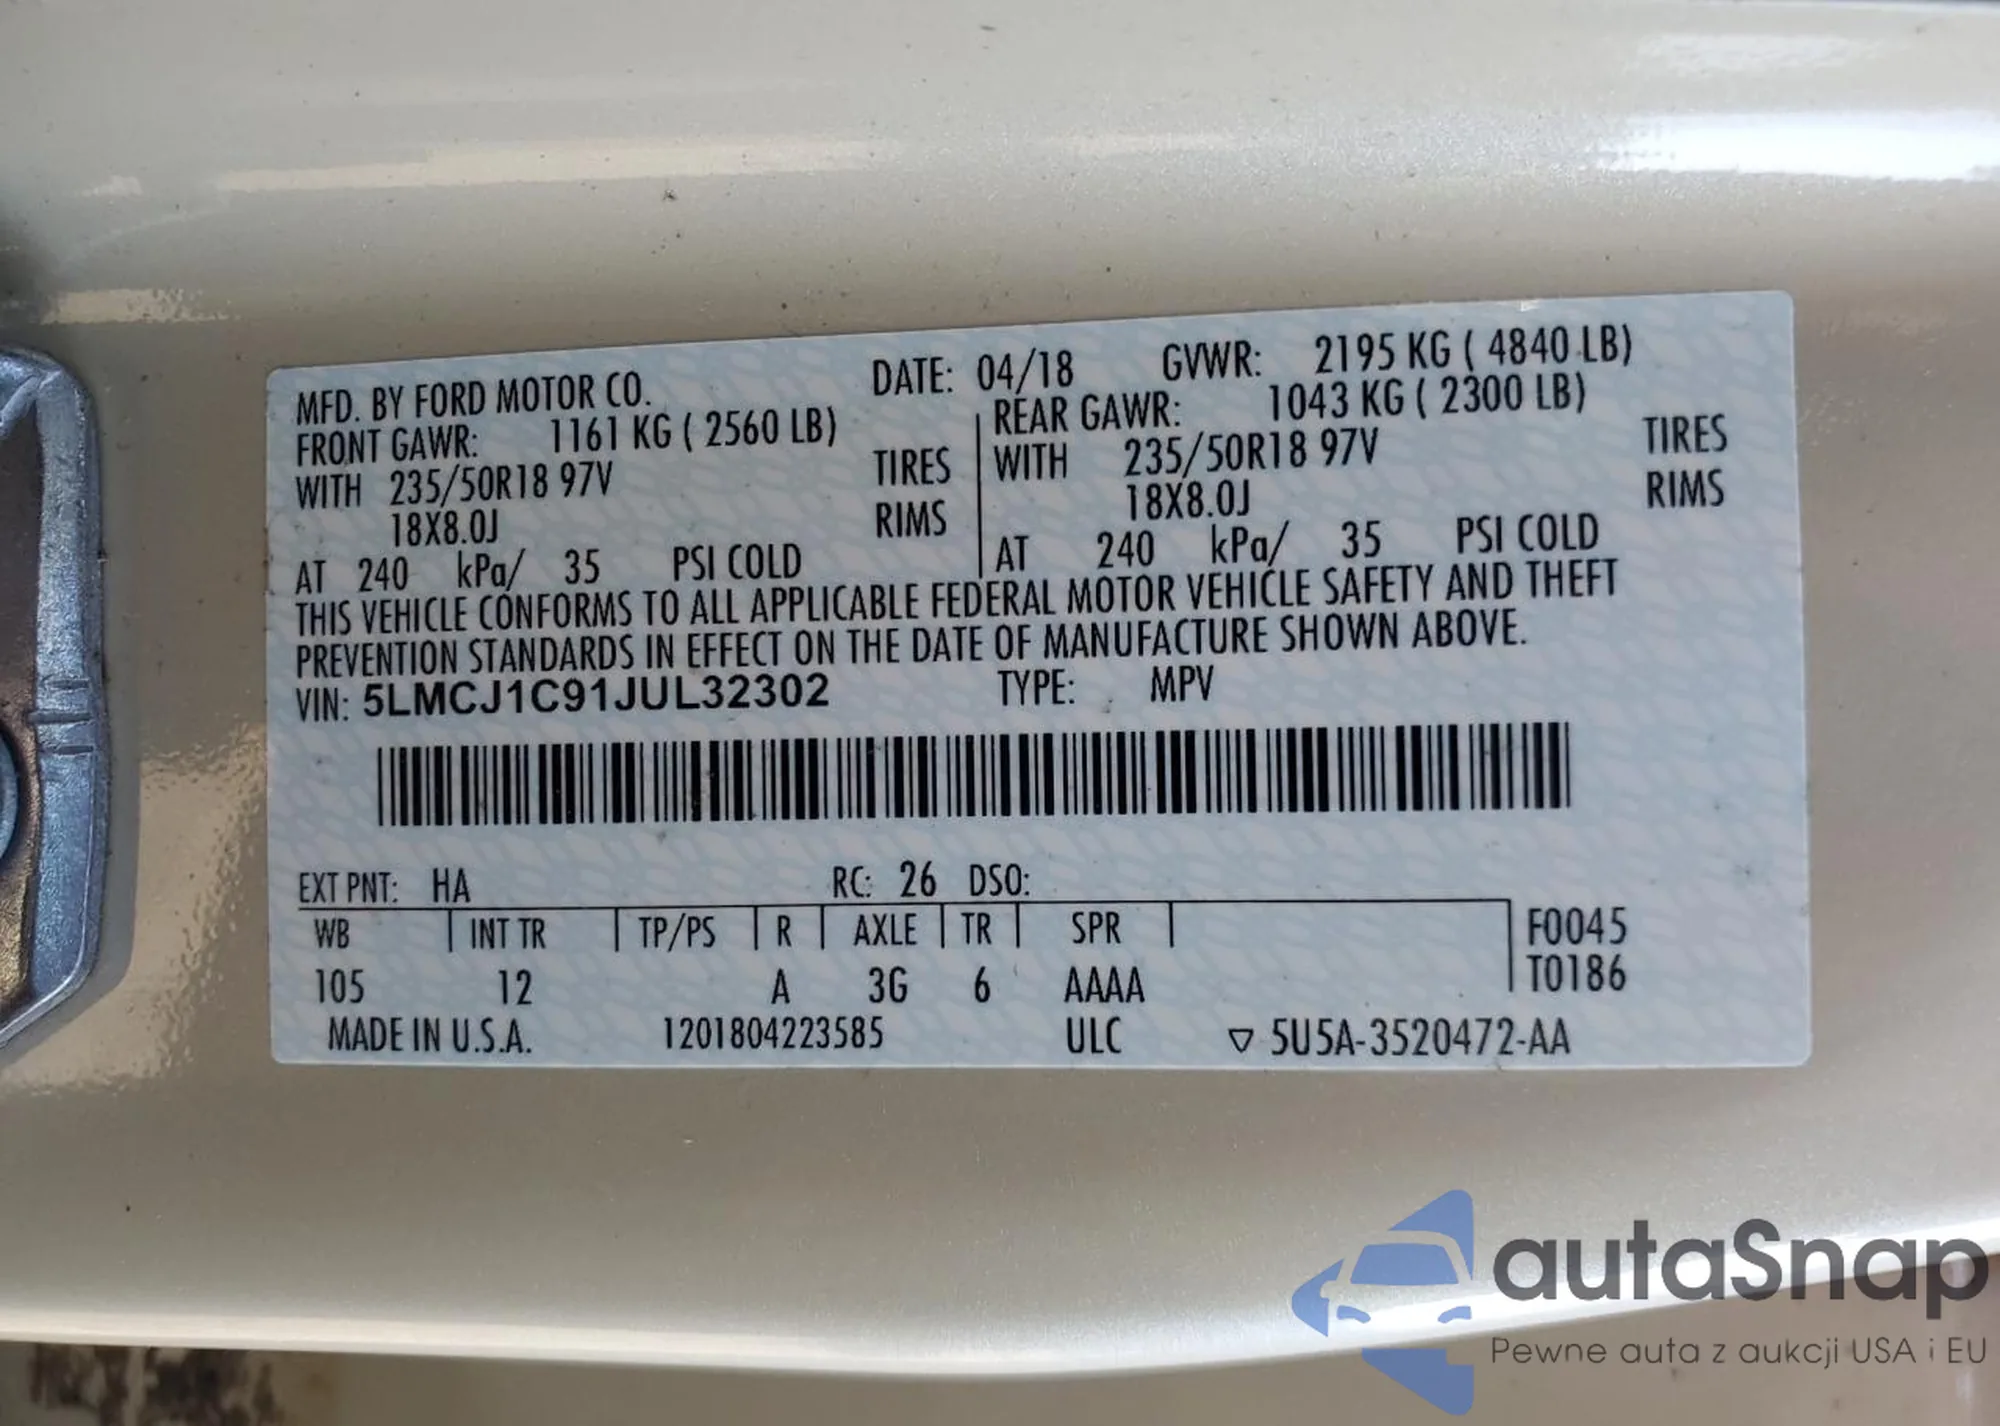 MFD. BY FORD MOTOR CO. DATE: 04/18 GVWR: 2195 KG ( 4840 LB)
FRONT GAWR: 1161 KG ( 2560 LB) REAR GAWR: 1043 KG ( 2300 LB)
WITH 235/50R18 97V TIRES WITH 235/50R18 97V TIRES
18X8.0J RIMS 18X8.0J RIMS
AT 240 kPa/ 35 PSI COLD AT 240 kPa/ 35 PSI COLD
THIS VEHICLE CONFORMS TO ALL APPLICABLE FEDERAL MOTOR VEHICLE SAFETY AND THEFT
PREVENTION STANDARDS IN EFFECT ON THE DATE OF MANUFACTURE SHOWN ABOVE.
VIN: 5LMCJ1C91JUL32302 TYPE: MPV
EXT PNT: HA RC: 26 DSO:
WB INT TR TP/PS R AXLE TR SPR F0045
105 12 A 3G 6 AAAA T0186
MADE IN U.S.A. 1201804223585 ULC ▽ 5U5A-3520472-AA
autaSnap
Pewne auta z aukcji USA i EU